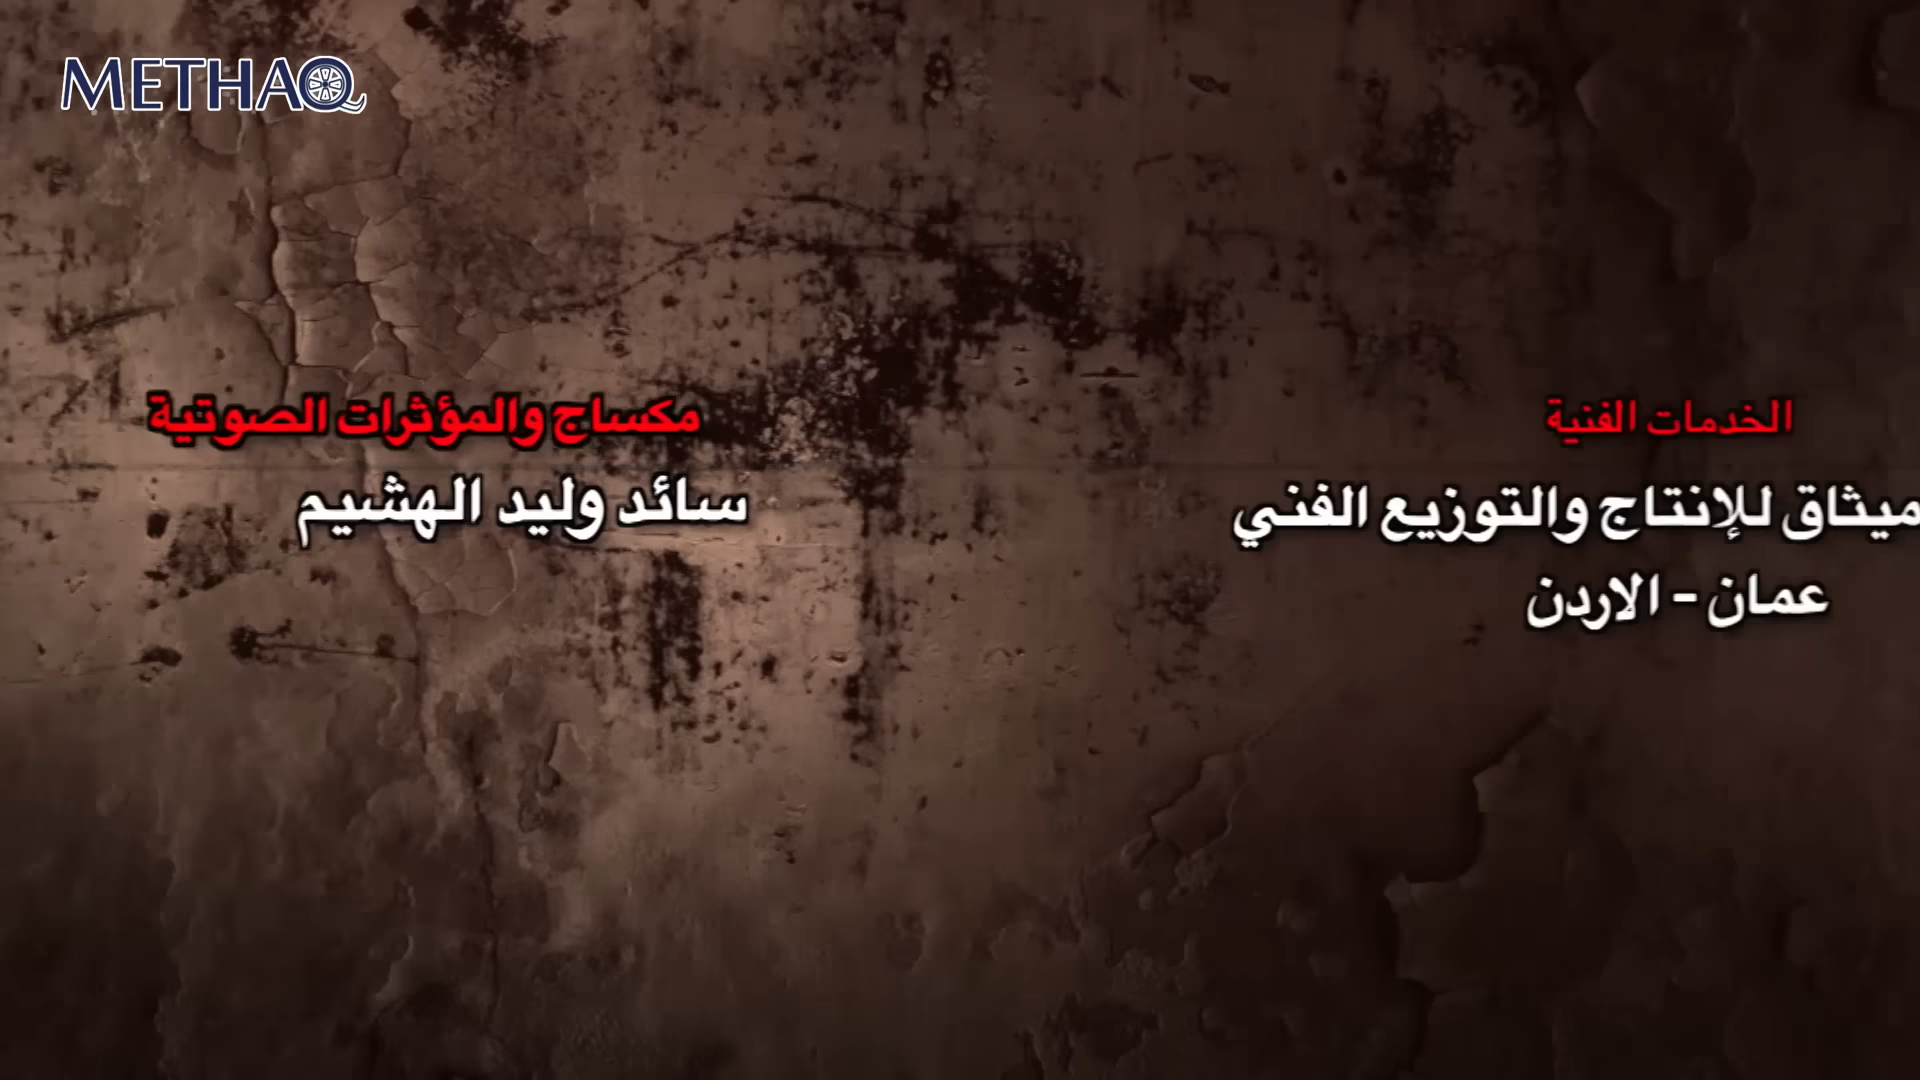 METHAQ
الخدمات الفنية
ميثاق للإنتاج والتوزيع الفني
عمان - الاردن
مكساج والمؤثرات الصوتية
سائد وليد الهشيم